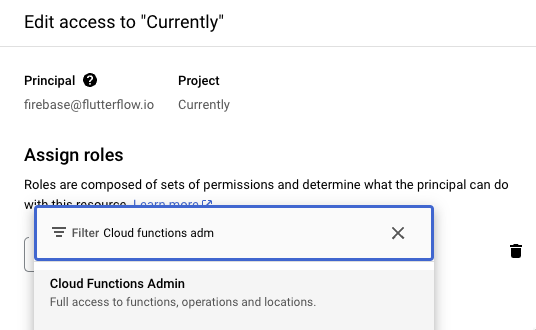 Edit access to "Currently"
Principal ? Project
firebase@flutterflow.io Currently
Assign roles
Roles are composed of sets of permissions and determine what the principal can do
with this resource. Learn more
Filter Cloud functions adm
Cloud Functions Admin
Full access to functions, operations and locations.